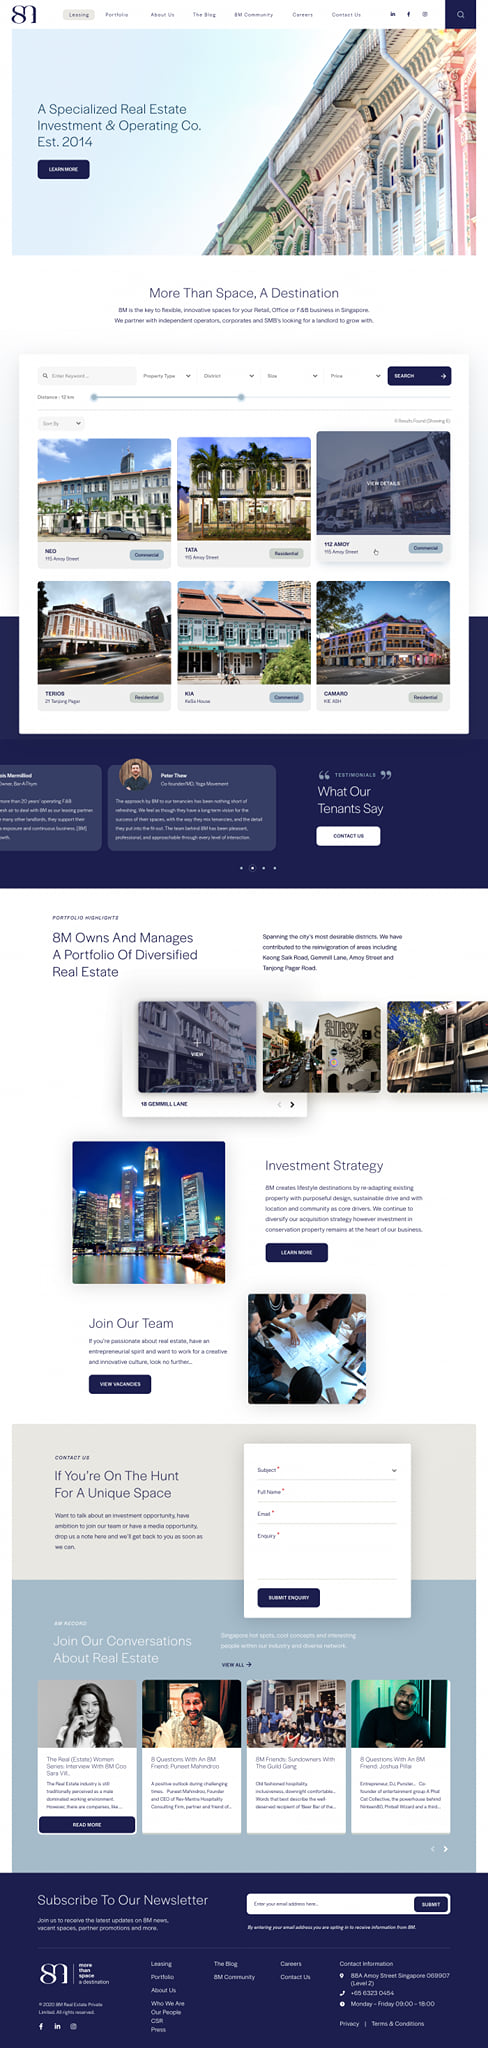 8M
Leasing
Portfolio
About Us
The Blog
8M Community
Careers
Contact Us
A Specialized Real Estate
Investment & Operating Co.
Est. 2014
LEARN MORE
More Than Space, A Destination
8M is the key to flexible, innovative spaces for your Retail, Office or F&B business in Singapore.
We partner with independent operators, corporates and SMB's looking for a landlord to grow with.
Enter Keyword ...
Property Type
District
Size
Price
SEARCH
Distance : 12 km
Sort By
6 Results Found (Showing 6)
VIEW DETAILS
NEO
115 Amoy Street
Commercial
TATA
115 Amoy Street
Residential
112 AMOY
115 Amoy Street
Commercial
TERIOS
21 Tanjong Pagar
Residential
KIA
Kella House
Commercial
CAMARO
KIE ASH
Residential
ois Mermilliod
Owner, Bar-A-Thym
more than 20 years' operating F&B
esh air to deal with 8M as our leasing partner.
many other landlords, they support their
exposure and continuous business. [8M]
owth.
Peter Thew
Co-founder/MD, Yoga Movement
The approach by 8M to our tenancies has been nothing short of
refreshing. We feel as though they have a long term vision for the
success of their spaces, with the way they mix tenancies, and the detail
they put into the fit-out. The team behind 8M has been pleasant,
professional, and approachable through every level of interaction.
TESTIMONIALS
What Our
Tenants Say
CONTACT US
PORTFOLIO HIGHLIGHTS
8M Owns And Manages
A Portfolio Of Diversified
Real Estate
Spanning the city's most desirable districts. We have
contributed to the reinvigoration of areas including
Keong Saik Road, Gemmill Lane, Amoy Street and
Tanjong Pagar Road.
VIEW
18 GEMMILL LANE
Investment Strategy
8M creates lifestyle destinations by re-adapting existing
property with purposeful design, sustainable drive and with
location and community as core drivers. We continue to
diversify our acquisition strategy however investment in
conservation property remains at the heart of our business.
LEARN MORE
Join Our Team
If you're passionate about real estate, have an
entrepreneurial spirit and want to work for a creative
and innovative culture, look no further...
VIEW VACANCIES
CONTACT US
If You're On The Hunt
For A Unique Space
Want to talk about an investment opportunity, have
ambition to join our team or have a media opportunity,
drop us a note here and we'll get back to you as soon as
we can.
Subject *
Full Name *
Email *
Enquiry *
SUBMIT ENQUIRY
8M RECORD
Join Our Conversations
About Real Estate
Singapore hot spots, cool concepts and interesting
people within our industry and diverse network.
VIEW ALL
The Real (Estate) Women
Series: Interview With 8M Coo
Sara Vill...
The Real Estate industry is still
traditionally perceived as a male
dominated working environment.
However, there are companies, like...
READ MORE
8 Questions With An 8M
Friend: Puneet Mahindroo
A positive outlook during challenging
times. · Puneet Mahindroo, Founder
and CEO of Rav-Mantra Hospitality
Consulting Firm, partner and friend of...
8M Friends: Sundowners With
The Guild Gang
Old fashioned hospitality,
inclusiveness, downright comfortable...
Words that best describe the well-
deserved recipient of 'Beer Bar of the...
8 Questions With An 8M
Friend: Joshua Pillai
Entrepreneur, DJ, Punster... Co-
founder of entertainment group A Phat
Cat Collective, the powerhouse behind
Nineteen80, Pinball Wizard and a third...
Subscribe To Our Newsletter
Join us to receive the latest updates on 8M news,
vacant spaces, partner promotions and more.
Enter your email address here...
SUBMIT
By entering your email address you are opting in to receive information from 8M.
8M
more
than
space
a destination
© 2020 8M Real Estate Private
Limited. All rights reserved.
Leasing
Portfolio
About Us
Who We Are
Our People
CSR
Press
The Blog
8M Community
Careers
Contact Us
Contact Information
88A Amoy Street Singapore 069907
(Level 2)
+65 6323 0454
Monday – Friday 09:00 – 18:00
Privacy | Terms & Conditions